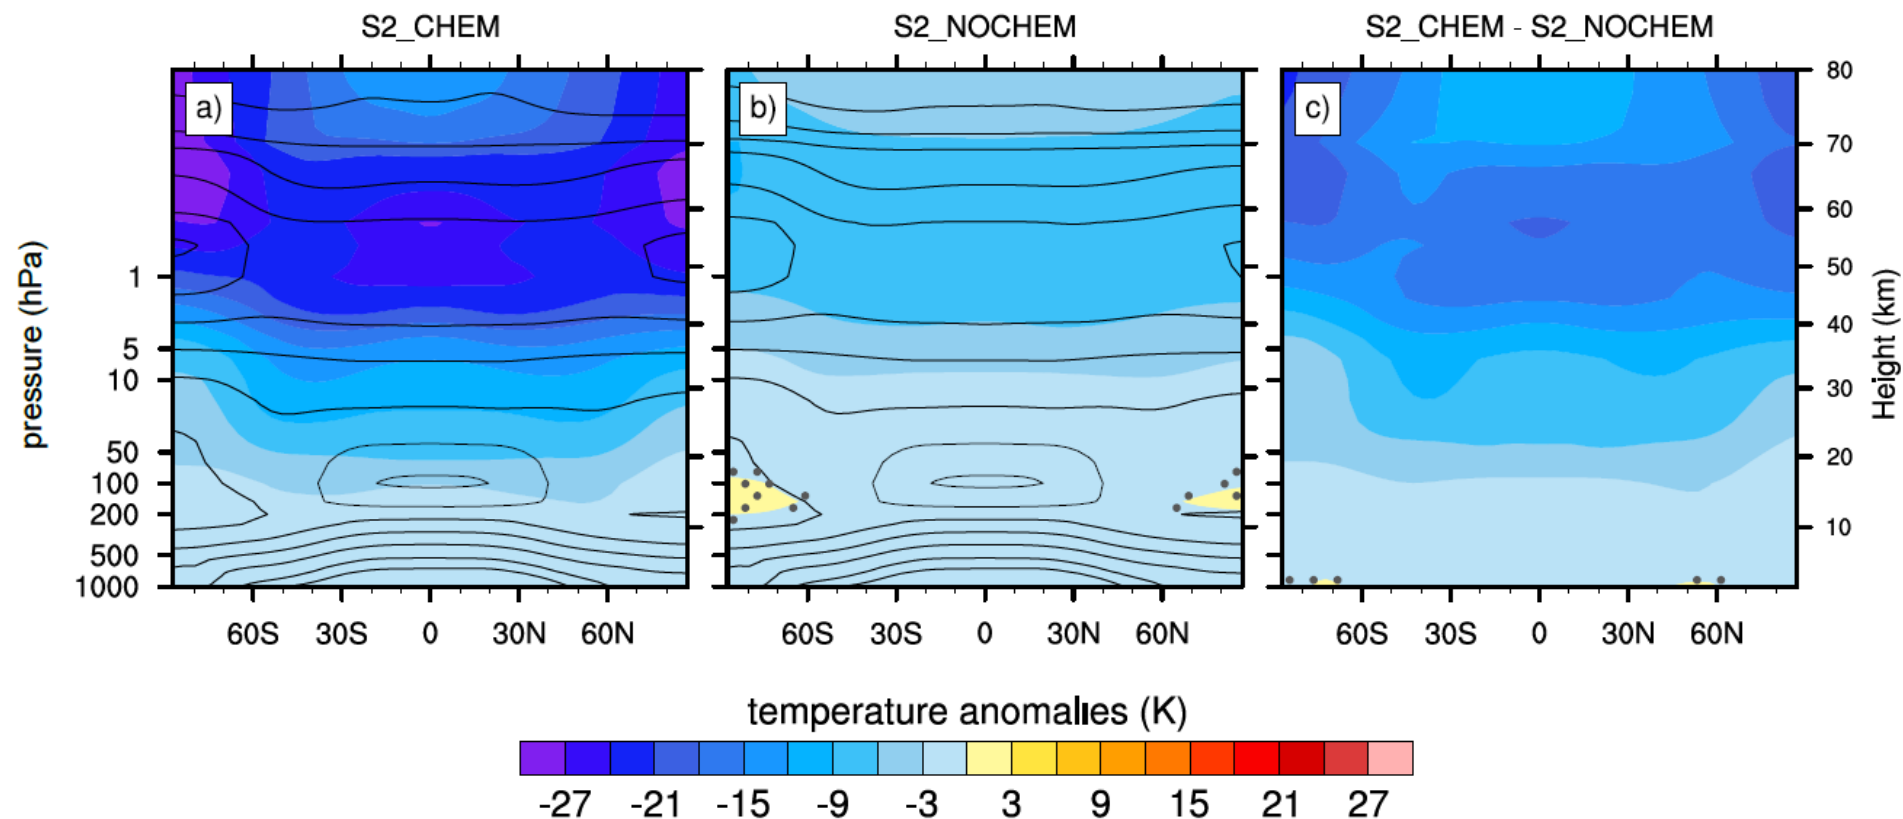 S2_CHEM
S2_NOCHEM
S2_CHEM - S2_NOCHEM
a)
b)
c)
pressure (hPa)
1
5
10
50
100
200
500
1000
80
70
60
50
40
30
20
10
Height (km)
60S 30S 0 30N 60N
60S 30S 0 30N 60N
60S 30S 0 30N 60N
temperature anomalies (K)
-27 -21 -15 -9 -3 3 9 15 21 27